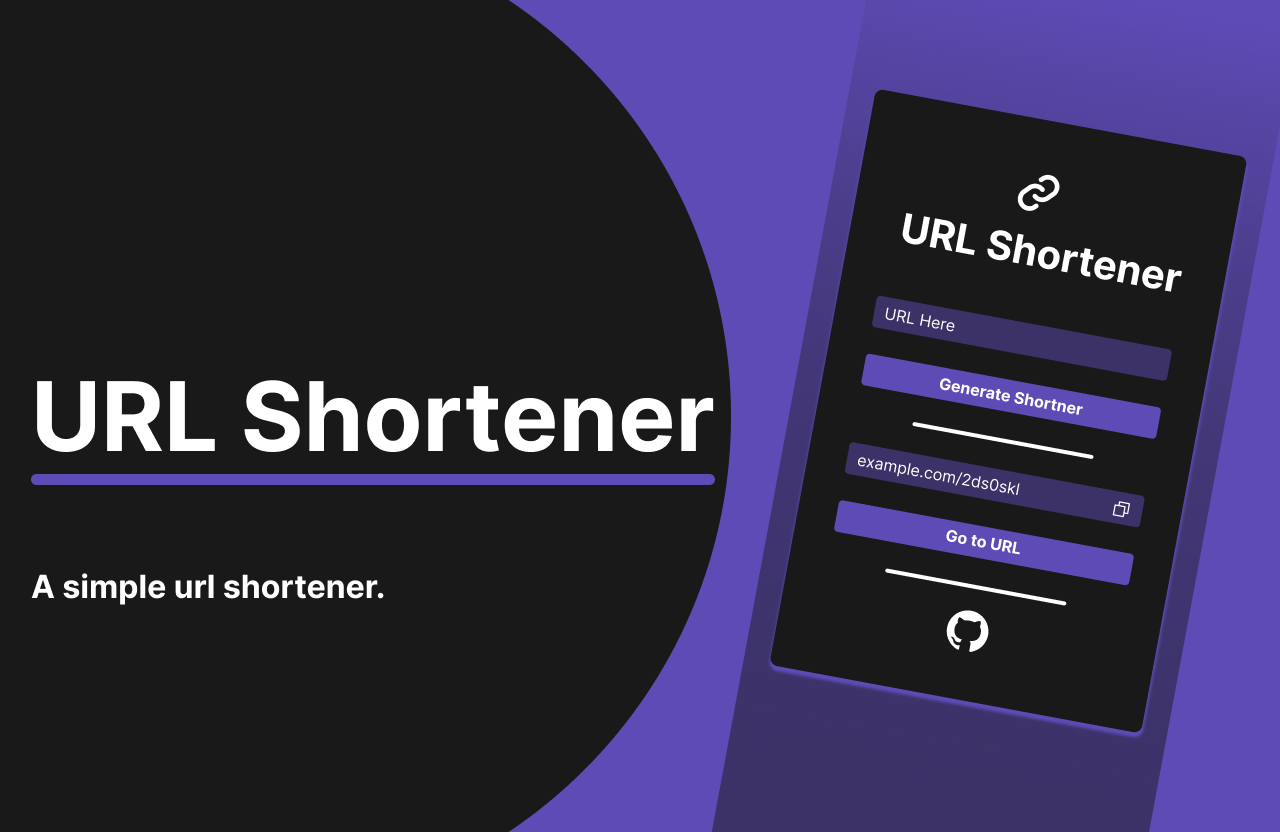 URL Shortener
A simple url shortener.
URL Shortener
URL Here
Generate Shortner
example.com/2ds0skl
Go to URL